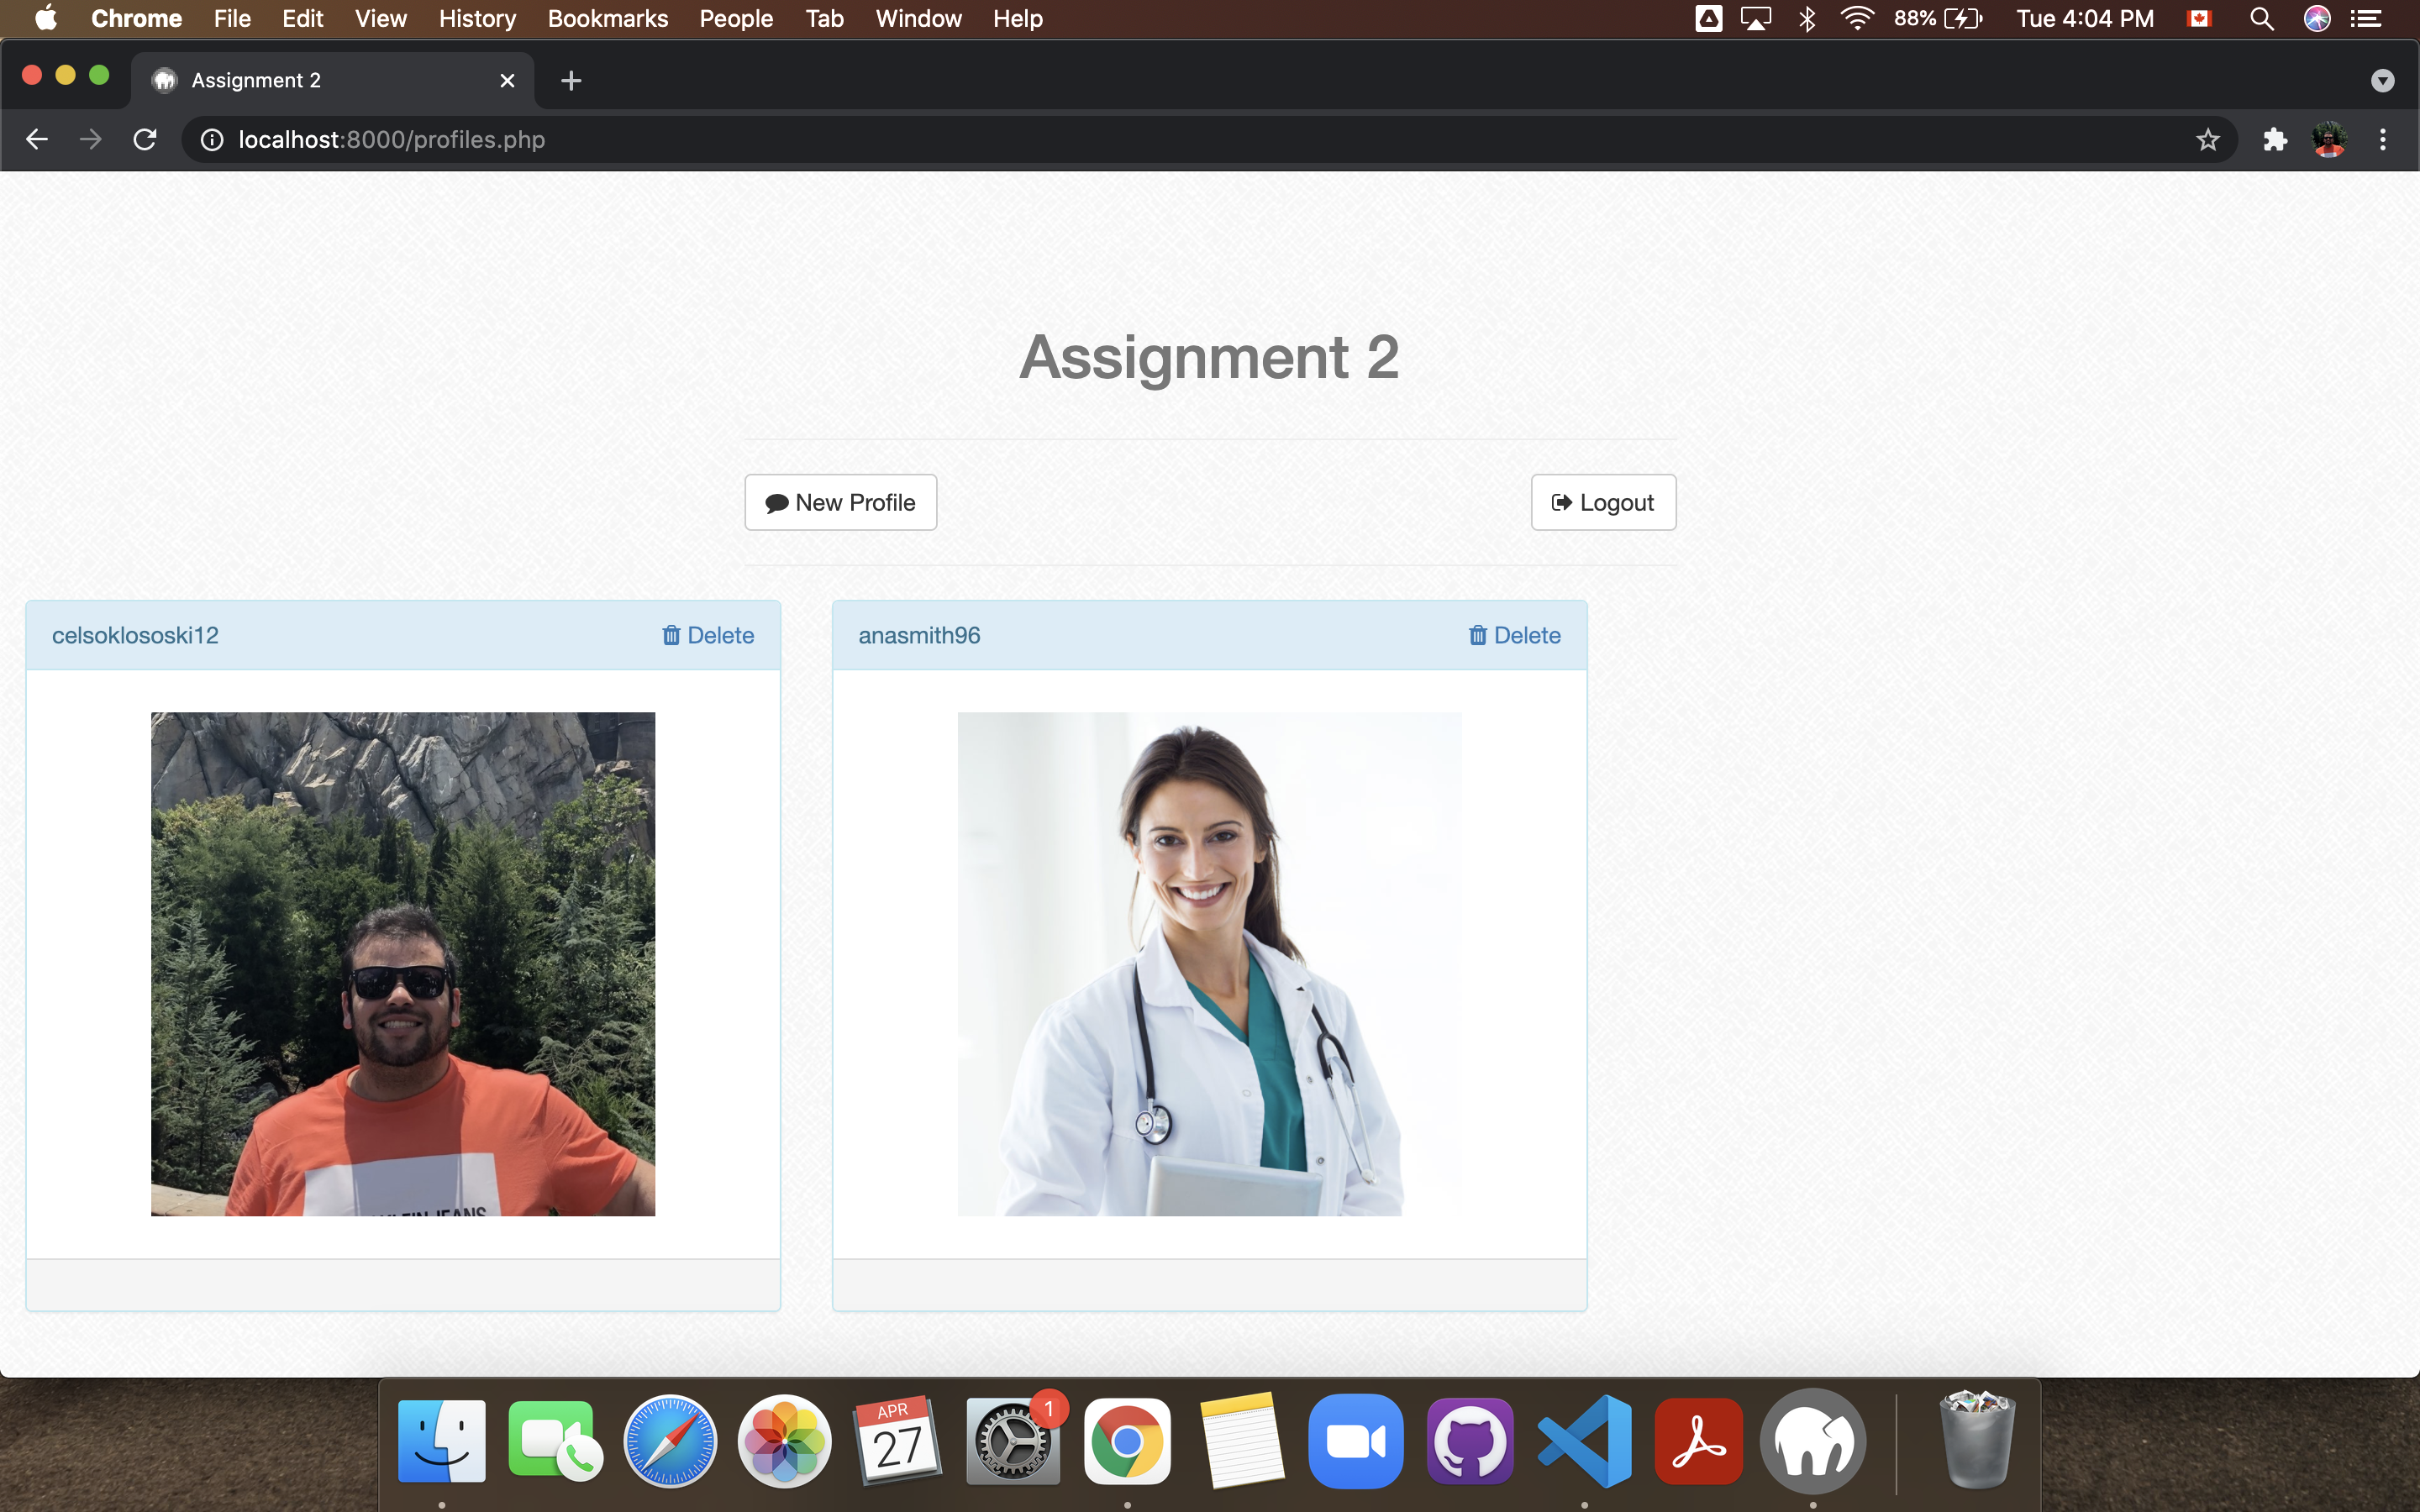 Chrome File Edit View History Bookmarks People Tab Window Help 88% Tue 4:04 PM
Assignment 2
localhost:8000/profiles.php
Assignment 2
New Profile Logout
celsoklososki12 Delete anasmith96 Delete
APR
27
1